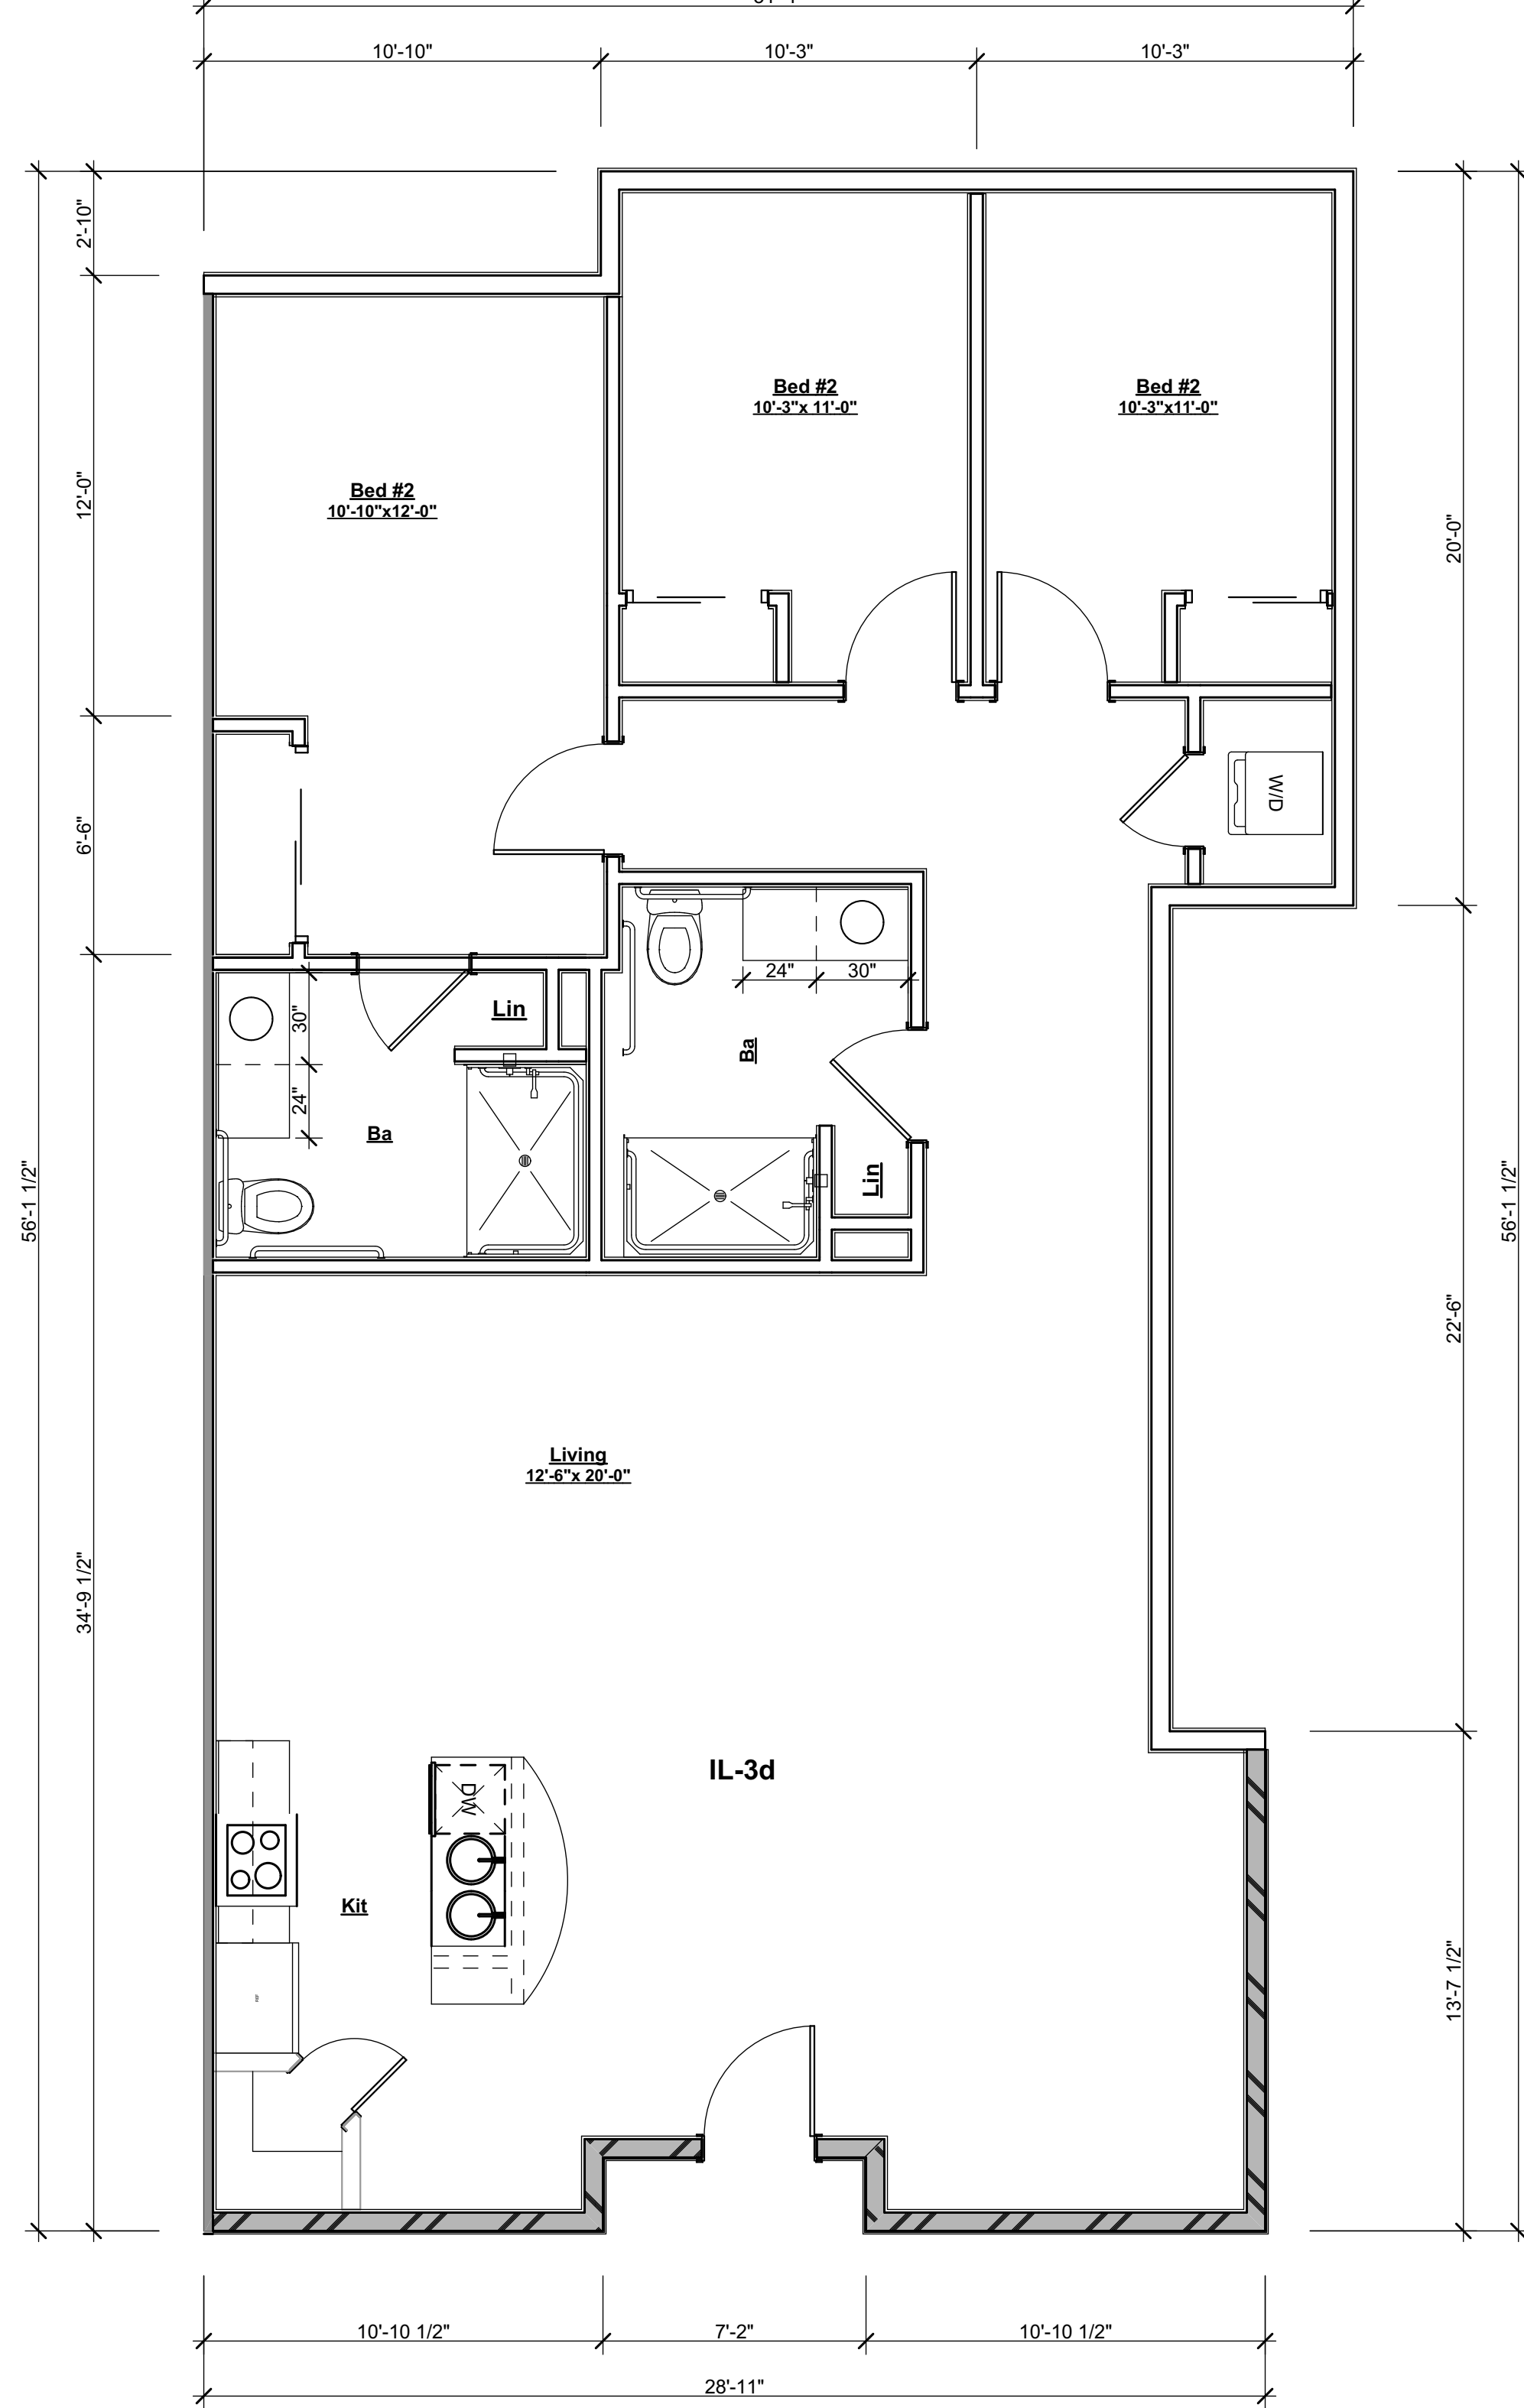 10'-10"
10'-3"
10'-3"
2'-10"
12'-0"
6'-6"
34'-9 1/2"
56'-1 1/2"
Bed #2
10'-3"x 11'-0"
Bed #2
10'-3"x11'-0"
Bed #2
10'-10"x12'-0"
20'-0"
22'-6"
13'-7 1/2"
56'-1 1/2"
W/D
24"
30"
Lin
30"
24"
Ba
Ba
Lin
Living
12'-6"x 20'-0"
IL-3d
DW
Kit
REF
10'-10 1/2"
7'-2"
10'-10 1/2"
28'-11"